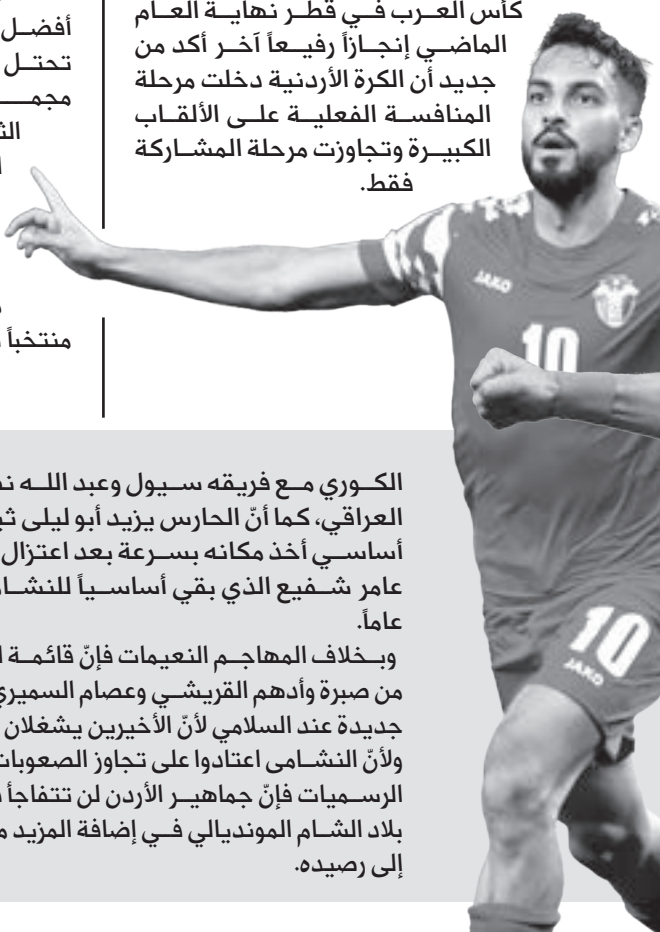 كأس العرب في قطر نهاية العام
الماضي إنجازاً رفيعاً آخر أكد من
جديد أن الكرة الأردنية دخلت مرحلة
المنافسة الفعلية على الألقاب
الكبيرة وتجاوزت مرحلة المشاركة
فقط.
أفضل
تحتل
منتخباً
JAKO
10
10
JAKO
الكوري مع فريقه سيول وعبد الله
العراقي، كما أنّ الحارس يزيد أبو ليلى
أساسي أخذ مكانه بسرعة بعد اعتزال
عامر شفيع الذي بقي أساسياً
عاماً.
وبخلاف المهاجم النعيمات فإنّ قائمة
من صبرة وأدهم القريشي وعصام السميري
جديدة عند السلامي لأنّ الأخيرين يشغلان
ولأنّ النشامى اعتادوا على تجاوز الصعوبات
الرسميات فإنّ جماهير الأردن لن تتفاجأ
بلاد الشام المونديالي في إضافة المزيد
إلى رصيده.